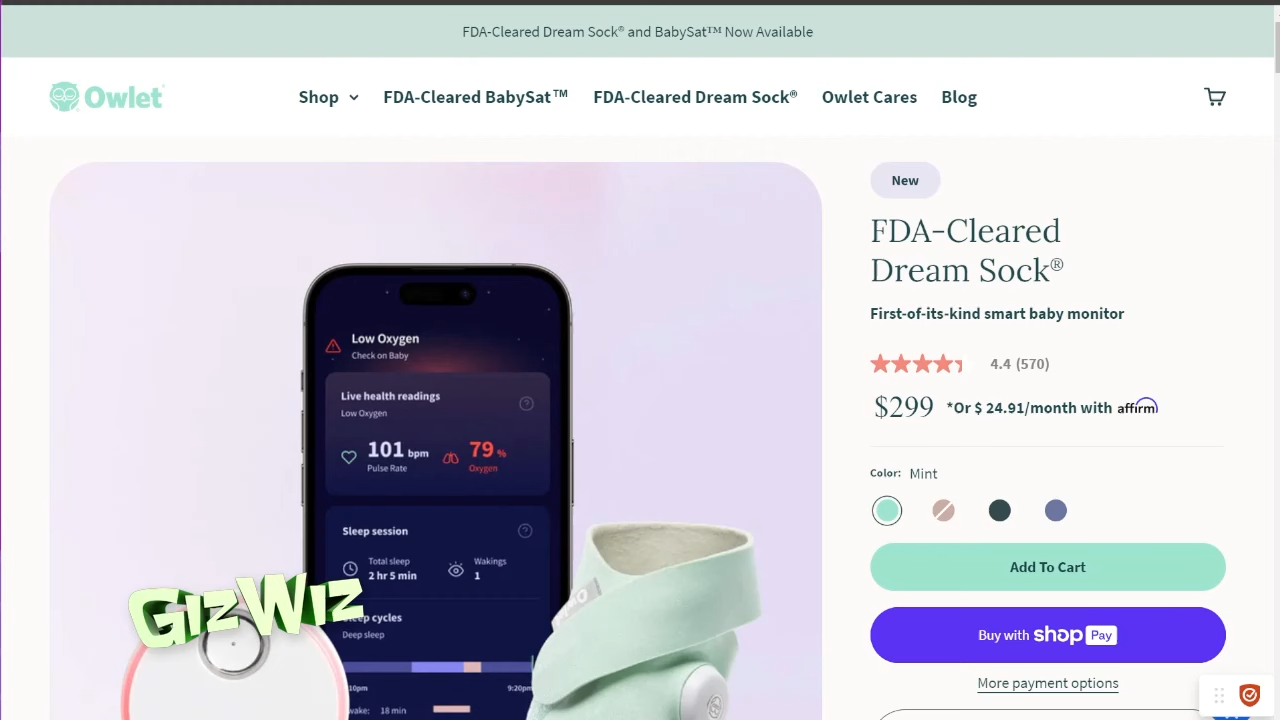 FDA-Cleared Dream Sock® and BabySat™ Now Available
Owlet
Shop
FDA-Cleared BabySat™
FDA-Cleared Dream Sock®
Owlet Cares
Blog
New
FDA-Cleared
Dream Sock®
First-of-its-kind smart baby monitor
4.4 (570)
$299 *Or $ 24.91/month with affirm
Color: Mint
Add To Cart
Buy with shop Pay
More payment options
Low Oxygen
Check on Baby
Live health readings
Low Oxygen
?
101 bpm
Pulse Rate
79 %
Oxygen
Sleep session
?
Total sleep
2 hr 5 min
Wakings
1
eep cycles
Deep sleep
10pm
9:20pm
wake: 18 min
GizWiz